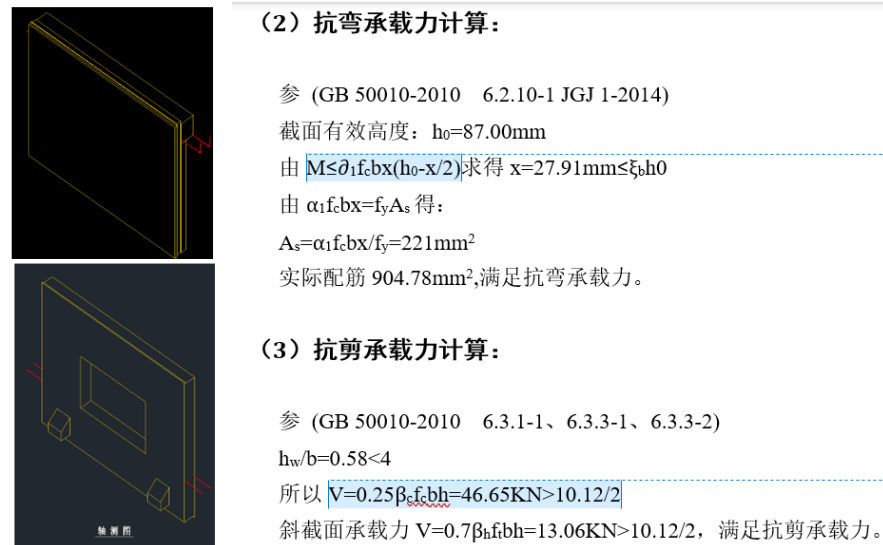 （2）抗弯承载力计算：
参 (GB 50010-2010 6.2.10-1 JGJ 1-2014)
截面有效高度：h₀=87.00mm
由 M≤∂₁f꜀bx(h₀-x/2)求得 x=27.91mm≤ξ_bh0
由 α₁f꜀bx=f_yAₛ 得：
Aₛ=α₁f꜀bx/f_y=221mm²
实际配筋 904.78mm²,满足抗弯承载力。
（3）抗剪承载力计算：
参 (GB 50010-2010 6.3.1-1、6.3.3-1、6.3.3-2)
h_w/b=0.58<4
所以 V=0.25β꜀f꜀bh=46.65KN>10.12/2
斜截面承载力 V=0.7βₕfₜbh=13.06KN>10.12/2，满足抗剪承载力。
轴测图